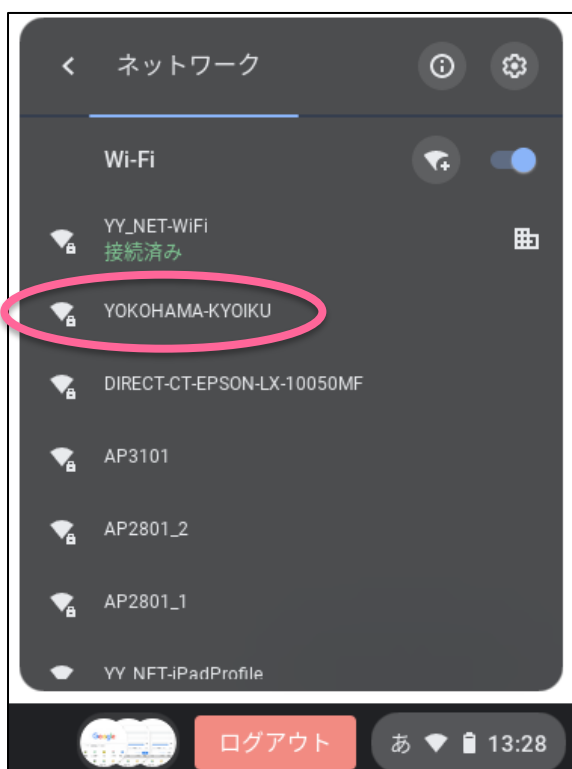 ネットワーク
Wi-Fi
YY_NET-WiFi
接続済み
YOKOHAMA-KYOIKU
DIRECT-CT-EPSON-LX-10050MF
AP3101
AP2801_2
AP2801_1
YY_NET-iPadProfile
Google
ログアウト
あ 13:28